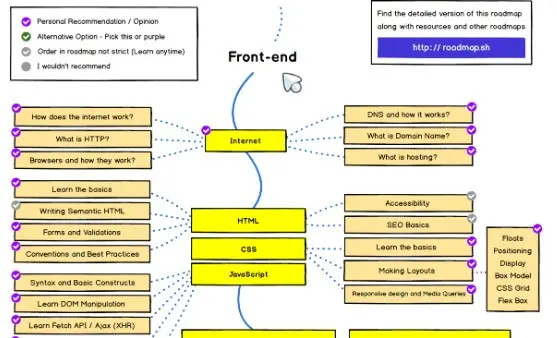 Personal Recommendation / Opinion
Alternative Option - Pick this or purple
Order in roadmap not strict (Learn anytime)
I wouldn't recommend
Find the detailed version of this roadmap
along with resources and other roadmaps
http:// roadmap.sh
Front-end
How does the internet work?
What is HTTP?
Browsers and how they work?
Internet
DNS and how it works?
What is Domain Name?
What is hosting?
Learn the basics
Writing Semantic HTML
Forms and Validations
Conventions and Best Practices
HTML
Accessibility
SEO Basics
CSS
Learn the basics
Making Layouts
Responsive design and Media Queries
Floats
Positioning
Display
Box Model
CSS Grid
Flex Box
JavaScript
Syntax and Basic Constructs
Learn DOM Manipulation
Learn Fetch API / Ajax (XHR)